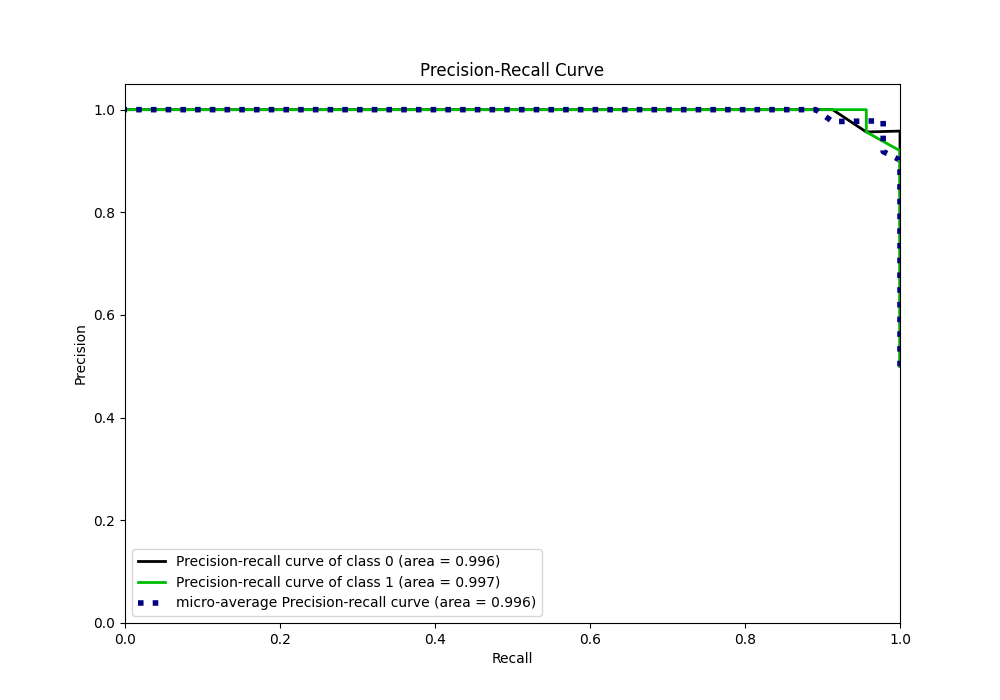 Precision-Recall Curve
1.0
0.8
0.6
0.4
0.2
0.0
Precision
Precision-recall curve of class 0 (area = 0.996)
Precision-recall curve of class 1 (area = 0.997)
micro-average Precision-recall curve (area = 0.996)
0.0 0.2 0.4 0.6 0.8 1.0
Recall